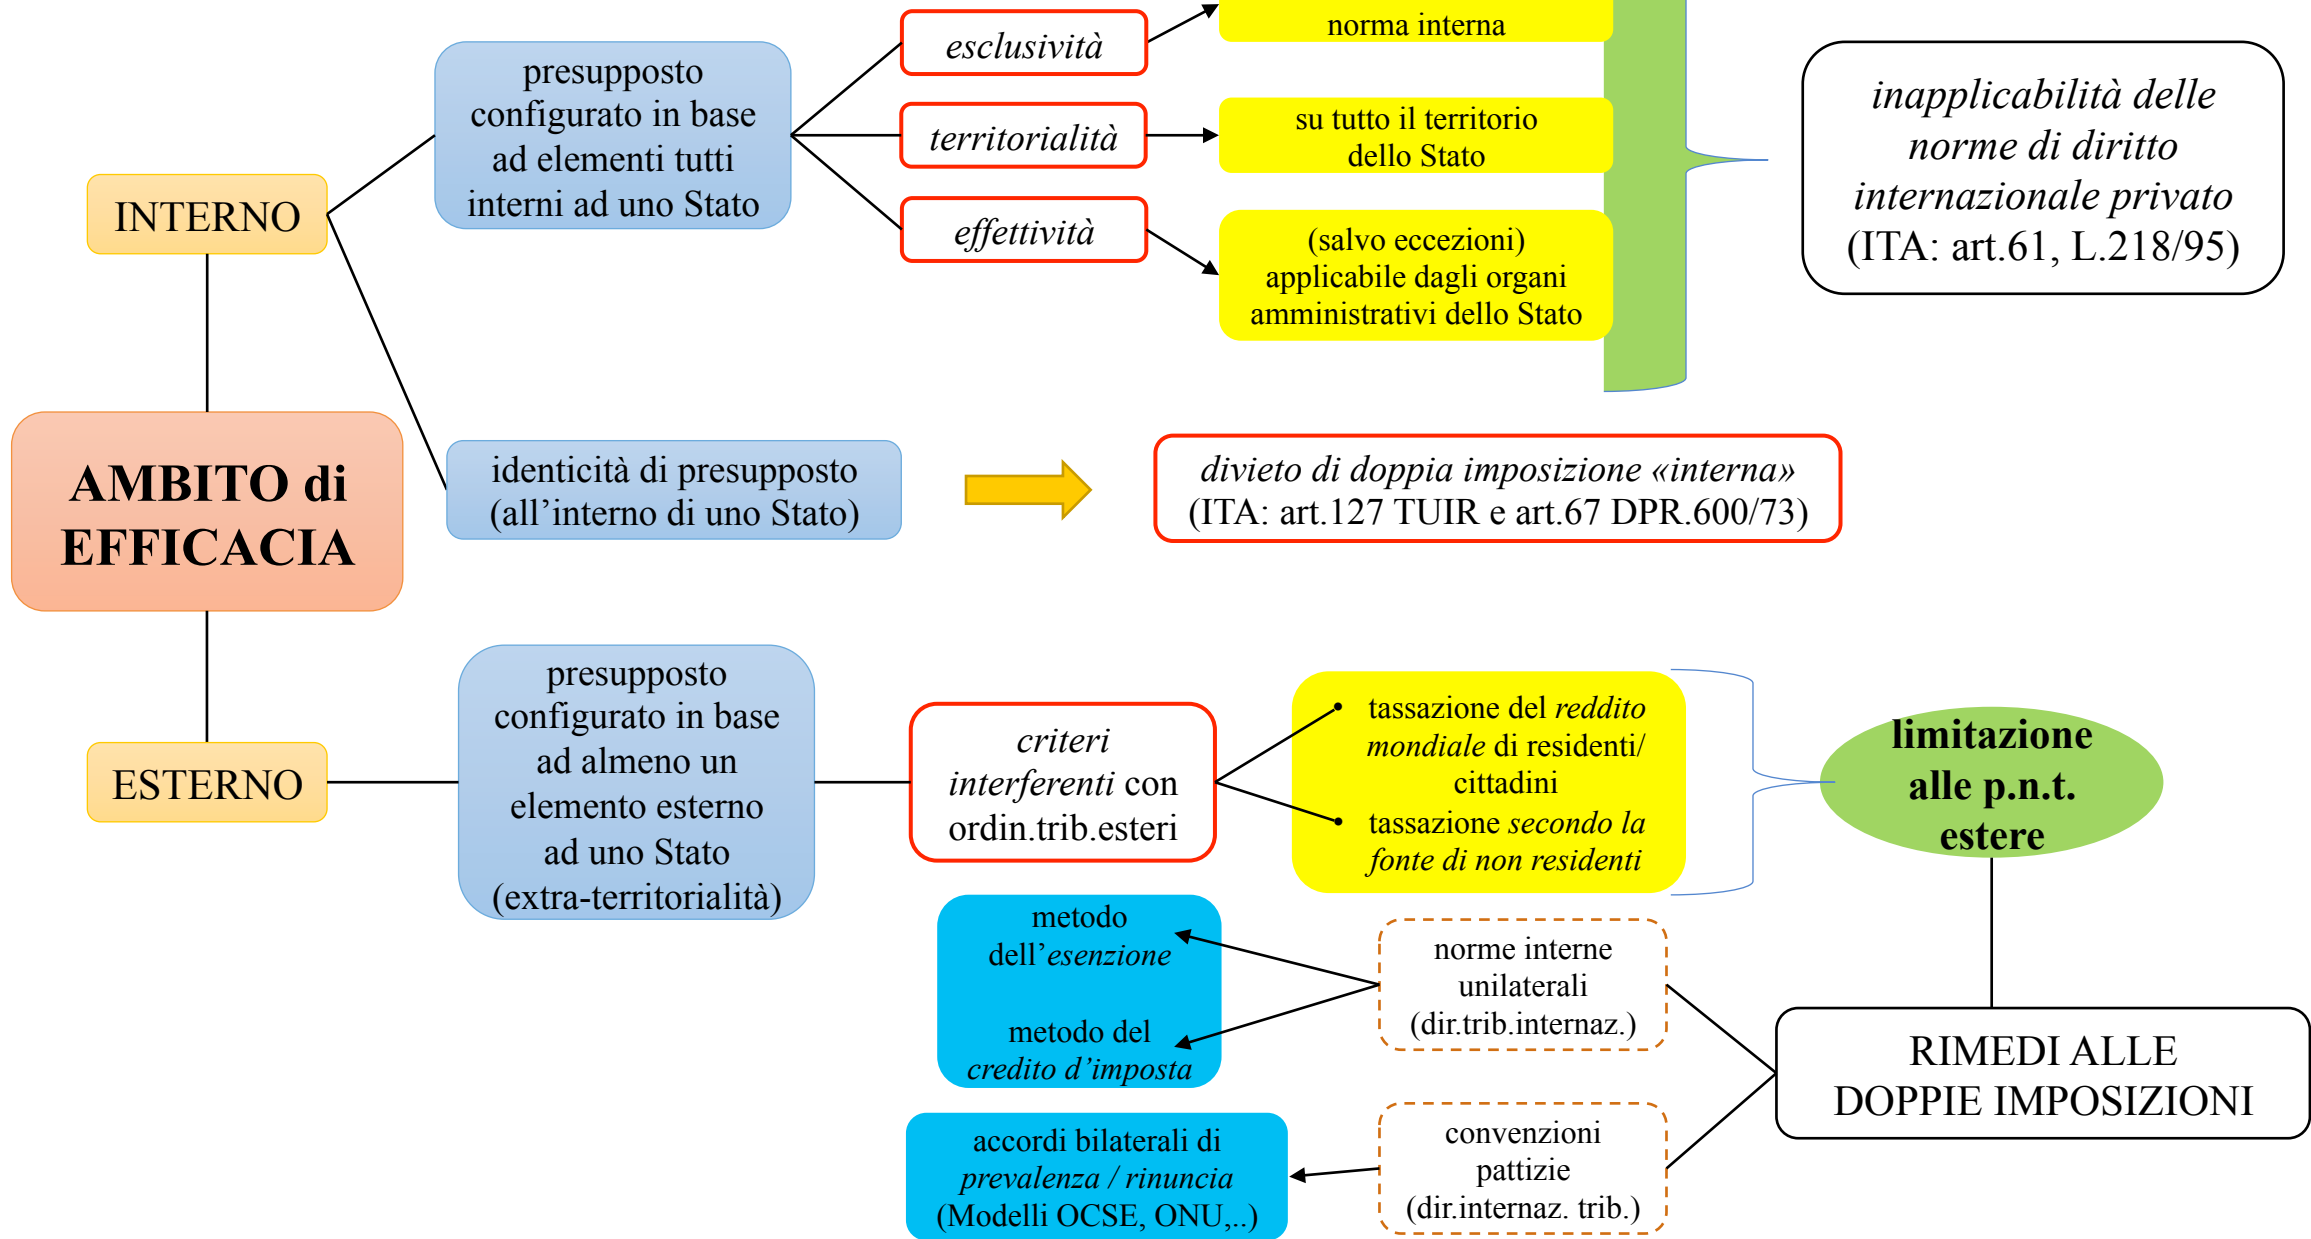 esclusività
norma interna
presupposto
configurato in base
ad elementi tutti
interni ad uno Stato
territorialità
su tutto il territorio
dello Stato
inapplicabilità delle
norme di diritto
internazionale privato
(ITA: art.61, L.218/95)
INTERNO
effettività
(salvo eccezioni)
applicabile dagli organi
amministrativi dello Stato
AMBITO di
EFFICACIA
identicità di presupposto
(all’interno di uno Stato)
divieto di doppia imposizione «interna»
(ITA: art.127 TUIR e art.67 DPR.600/73)
ESTERNO
presupposto
configurato in base
ad almeno un
elemento esterno
ad uno Stato
(extra-territorialità)
criteri
interferenti con
ordin.trib.esteri
• tassazione del reddito
mondiale di residenti/
cittadini
• tassazione secondo la
fonte di non residenti
limitazione
alle p.n.t.
estere
metodo
dell’esenzione
metodo del
credito d’imposta
norme interne
unilaterali
(dir.trib.internaz.)
RIMEDI ALLE
DOPPIE IMPOSIZIONI
accordi bilaterali di
prevalenza / rinuncia
(Modelli OCSE, ONU,..)
convenzioni
pattizie
(dir.internaz. trib.)